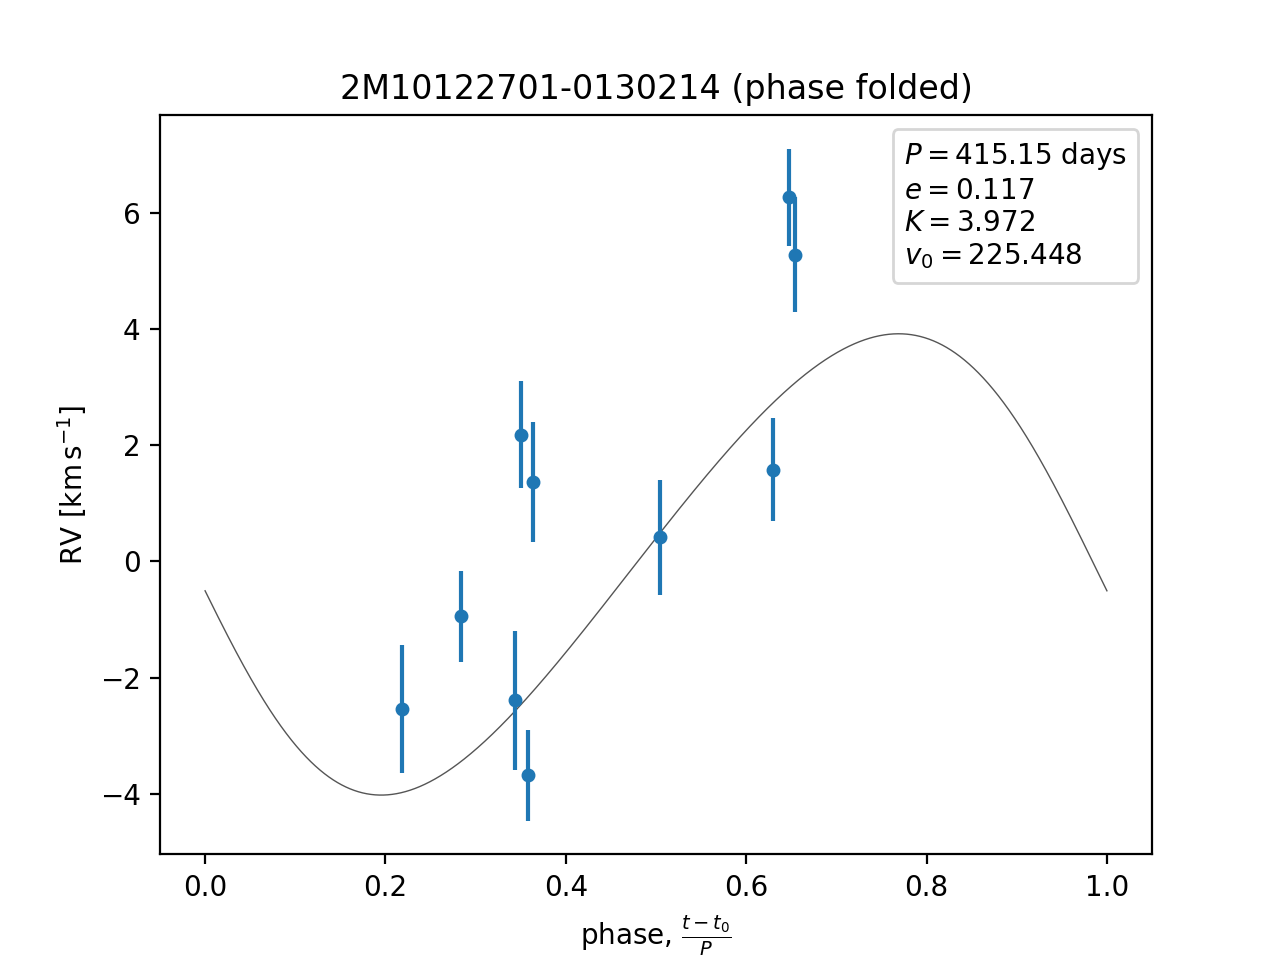 2M10122701-0130214 (phase folded)
P = 415.15 days
e = 0.117
K = 3.972
v₀ = 225.448
6
4
2
0
−2
−4
RV [km s⁻¹]
0.0 0.2 0.4 0.6 0.8 1.0
phase, (t − t₀)/P